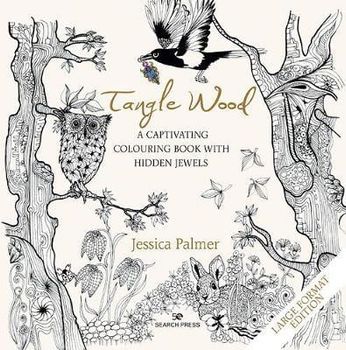 Tangle Wood
A CAPTIVATING
COLOURING BOOK WITH
HIDDEN JEWELS
Jessica Palmer
SEARCH PRESS
LARGE FORMAT
EDITION